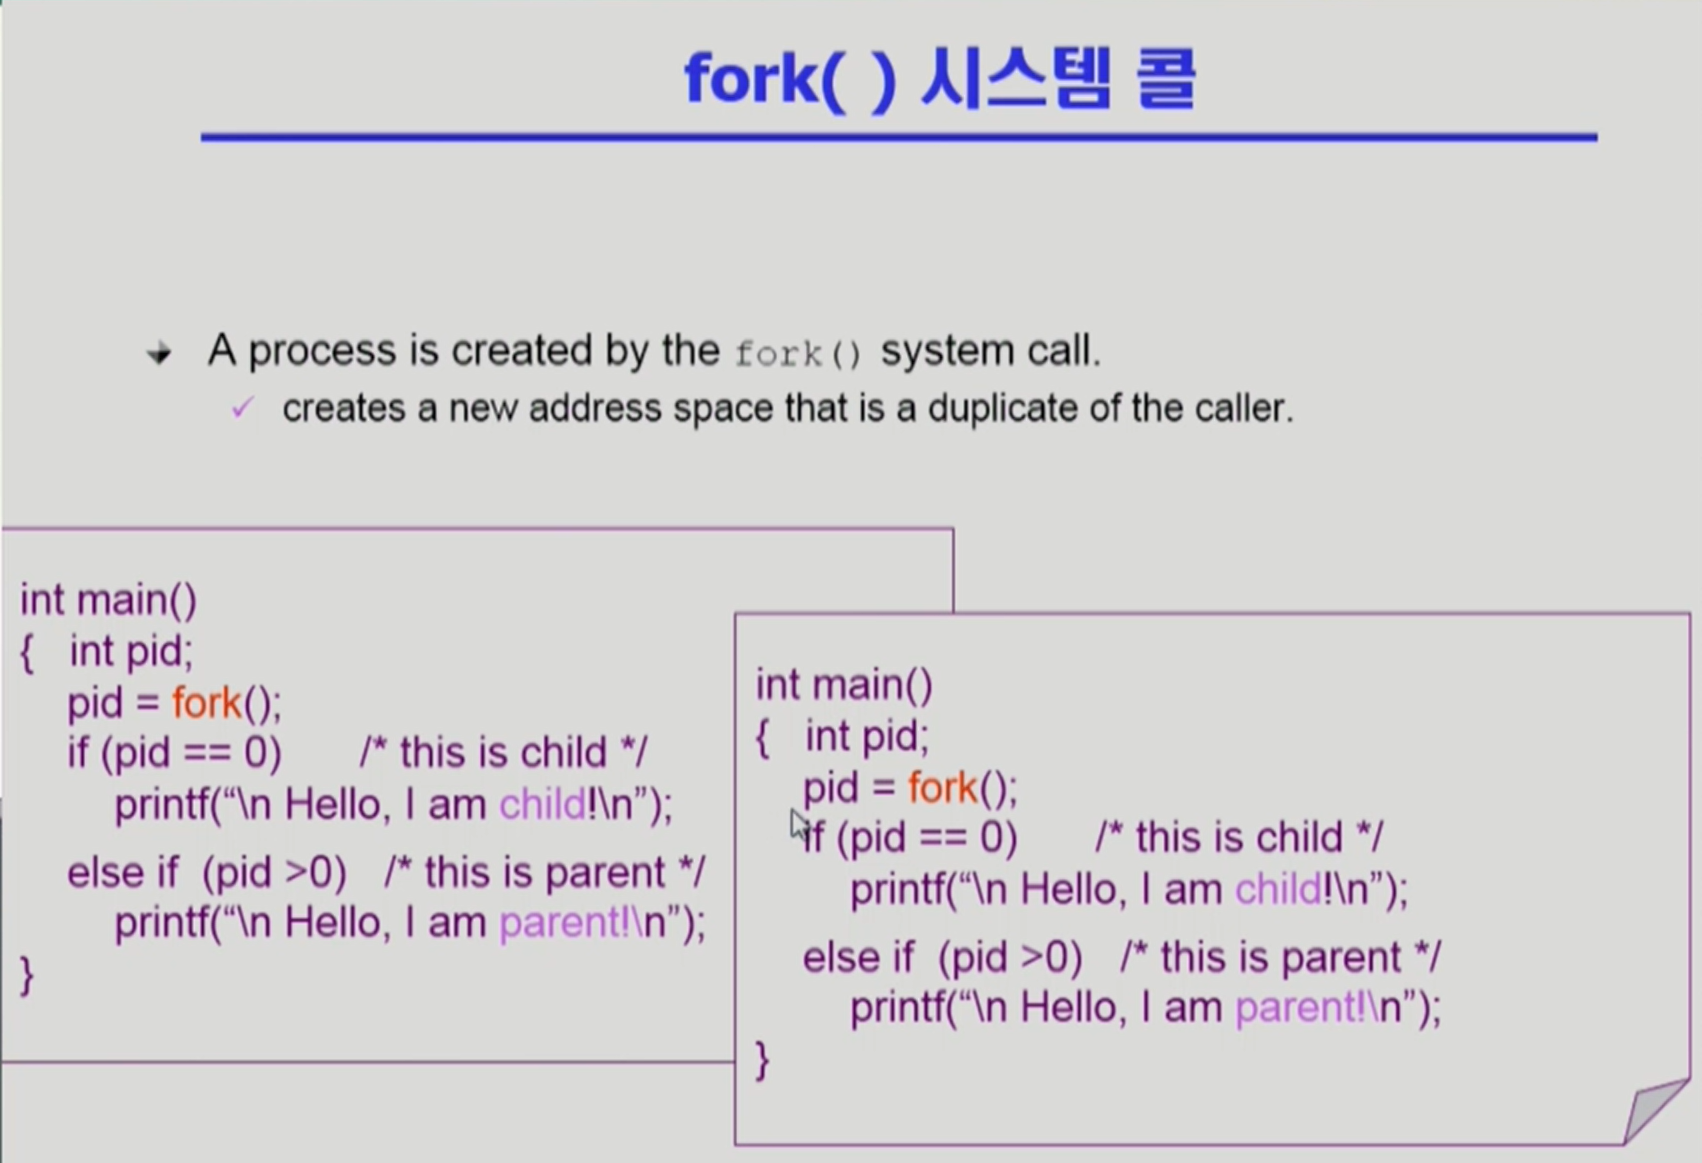 fork( ) 시스템 콜
A process is created by the fork() system call.
creates a new address space that is a duplicate of the caller.
int main()
{ int pid;
pid = fork();
if (pid == 0) /* this is child */
printf(“\n Hello, I am child!\n”);
else if (pid >0) /* this is parent */
printf(“\n Hello, I am parent!\n”);
}
int main()
{ int pid;
pid = fork();
if (pid == 0) /* this is child */
printf(“\n Hello, I am child!\n”);
else if (pid >0) /* this is parent */
printf(“\n Hello, I am parent!\n”);
}